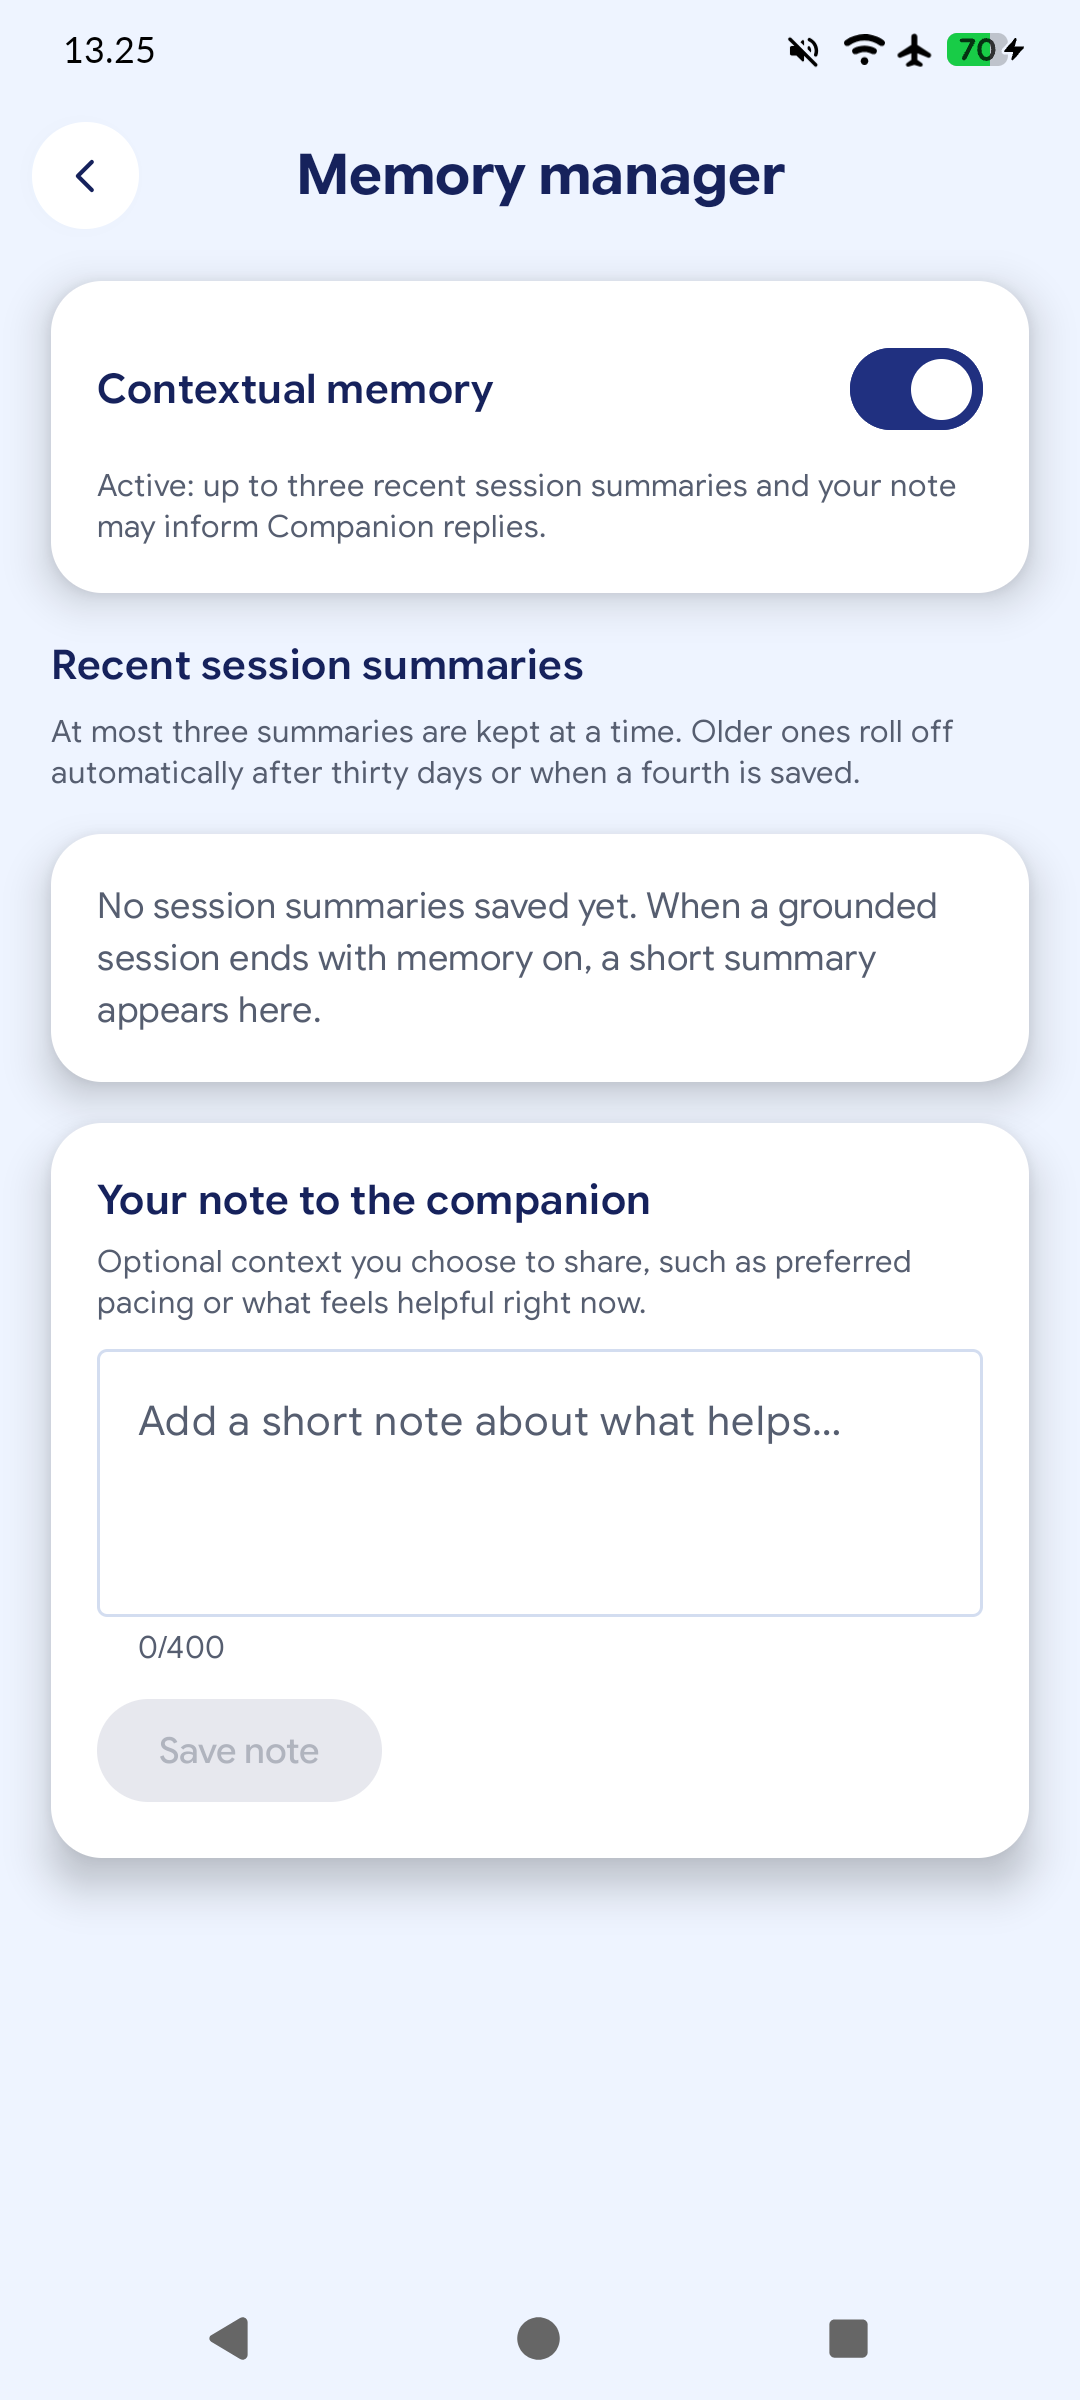 13.25
70
Memory manager
Contextual memory
Active: up to three recent session summaries and your note
may inform Companion replies.
Recent session summaries
At most three summaries are kept at a time. Older ones roll off
automatically after thirty days or when a fourth is saved.
No session summaries saved yet. When a grounded
session ends with memory on, a short summary
appears here.
Your note to the companion
Optional context you choose to share, such as preferred
pacing or what feels helpful right now.
Add a short note about what helps...
0/400
Save note